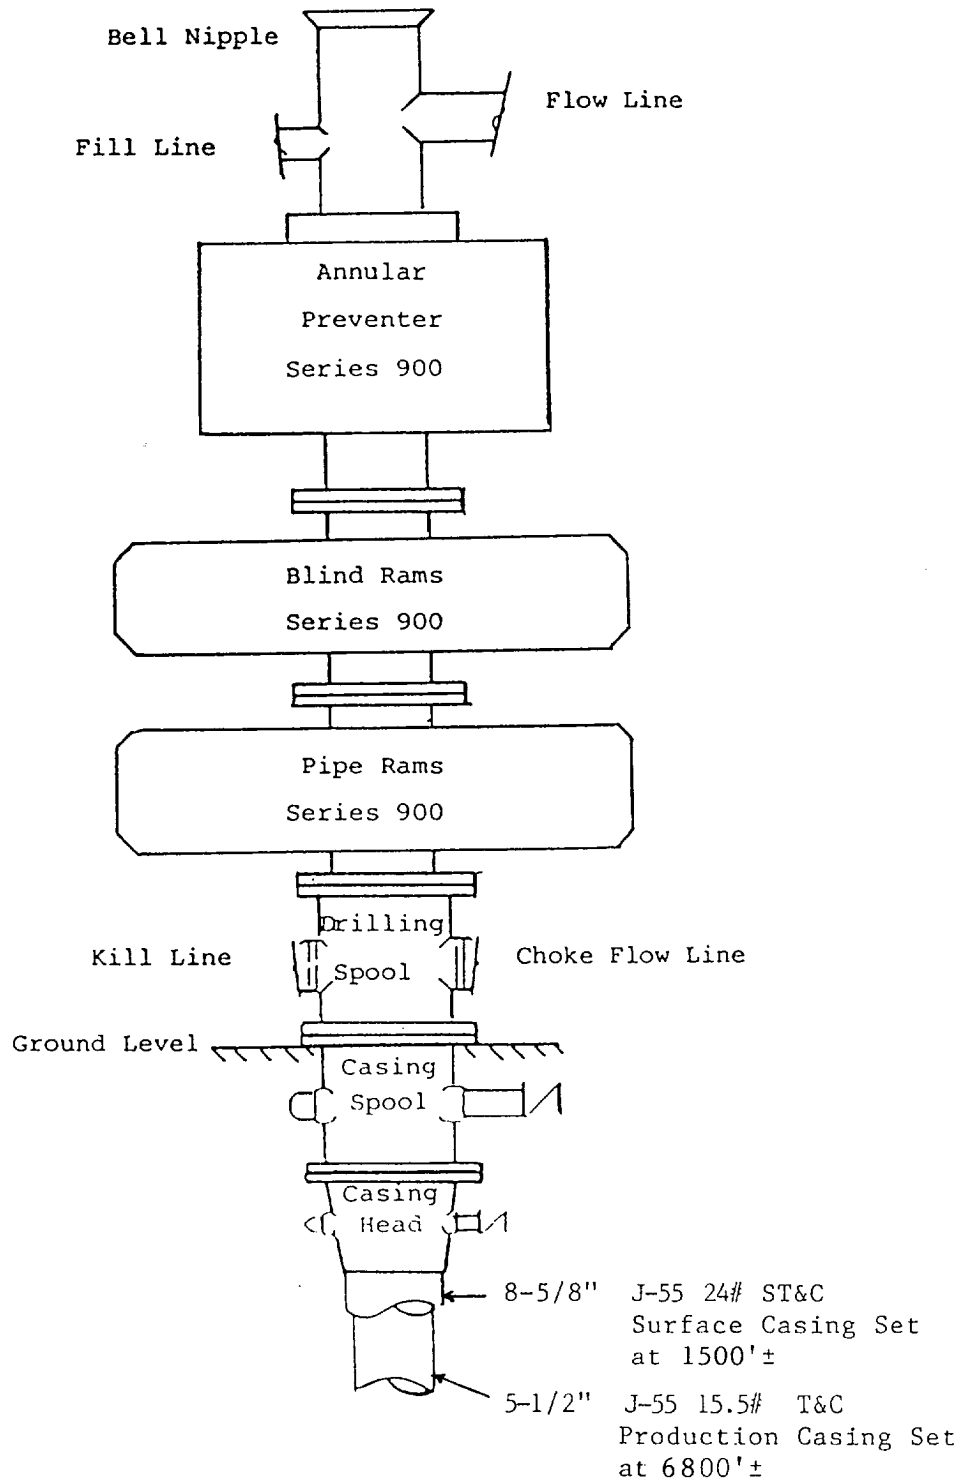 Bell Nipple
Flow Line
Fill Line
Annular
Preventer
Series 900
Blind Rams
Series 900
Pipe Rams
Series 900
Drilling
Spool
Kill Line
Choke Flow Line
Ground Level
Casing
Spool
Casing
Head
8-5/8" J-55 24# ST&C
Surface Casing Set
at 1500'±
5-1/2" J-55 15.5# T&C
Production Casing Set
at 6800'±